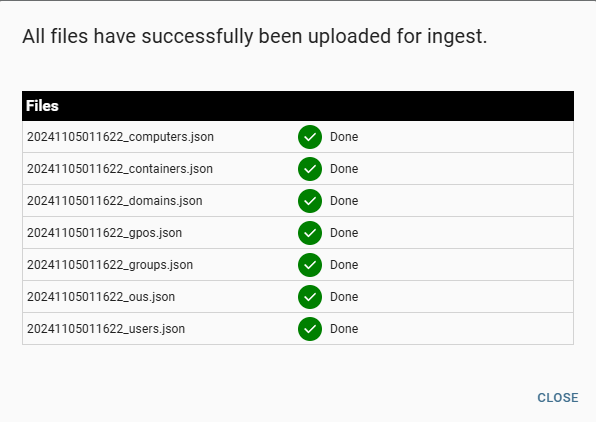 All files have successfully been uploaded for ingest.
Files
20241105011622_computers.json Done
20241105011622_containers.json Done
20241105011622_domains.json Done
20241105011622_gpos.json Done
20241105011622_groups.json Done
20241105011622_ous.json Done
20241105011622_users.json Done
CLOSE